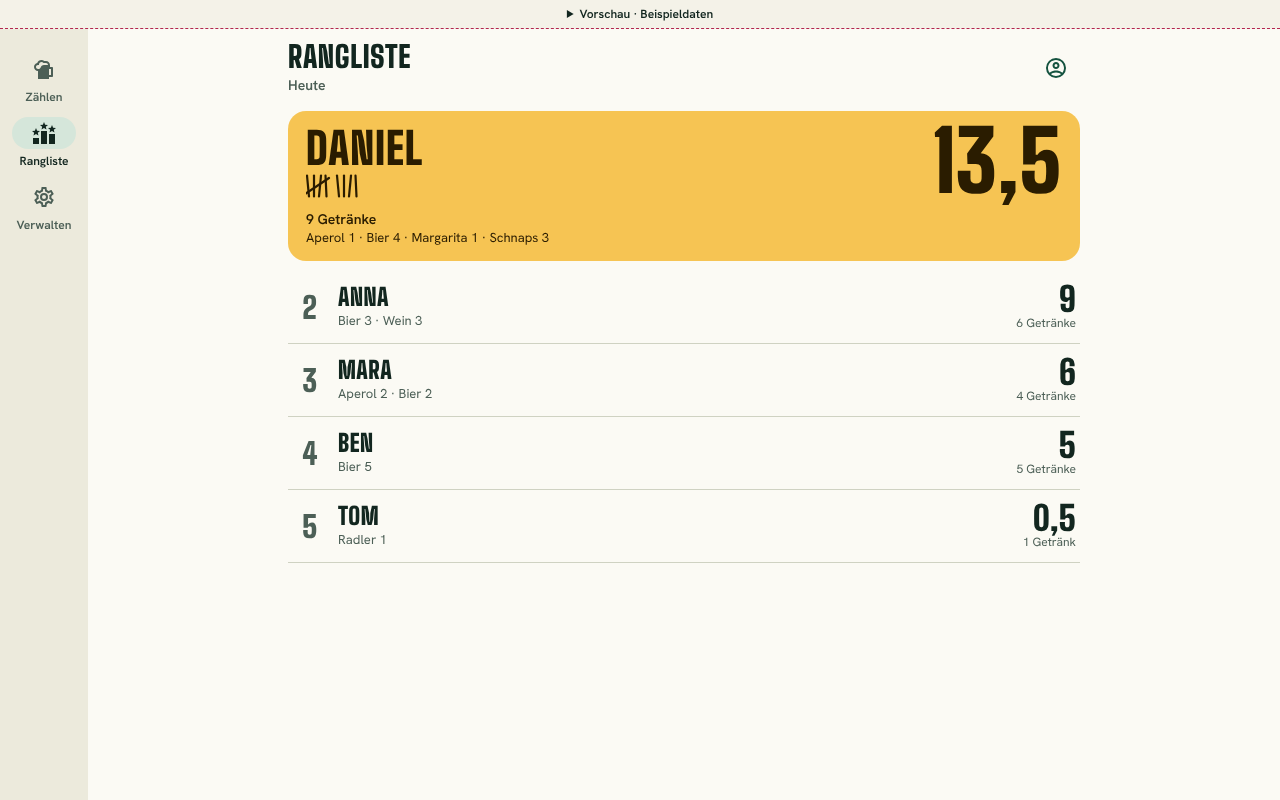 Vorschau · Beispieldaten
Zählen
Rangliste
Verwalten
RANGLISTE
Heute
DANIEL
13,5
9 Getränke
Aperol 1 · Bier 4 · Margarita 1 · Schnaps 3
2
ANNA
Bier 3 · Wein 3
9
6 Getränke
3
MARA
Aperol 2 · Bier 2
6
4 Getränke
4
BEN
Bier 5
5
5 Getränke
5
TOM
Radler 1
0,5
1 Getränk